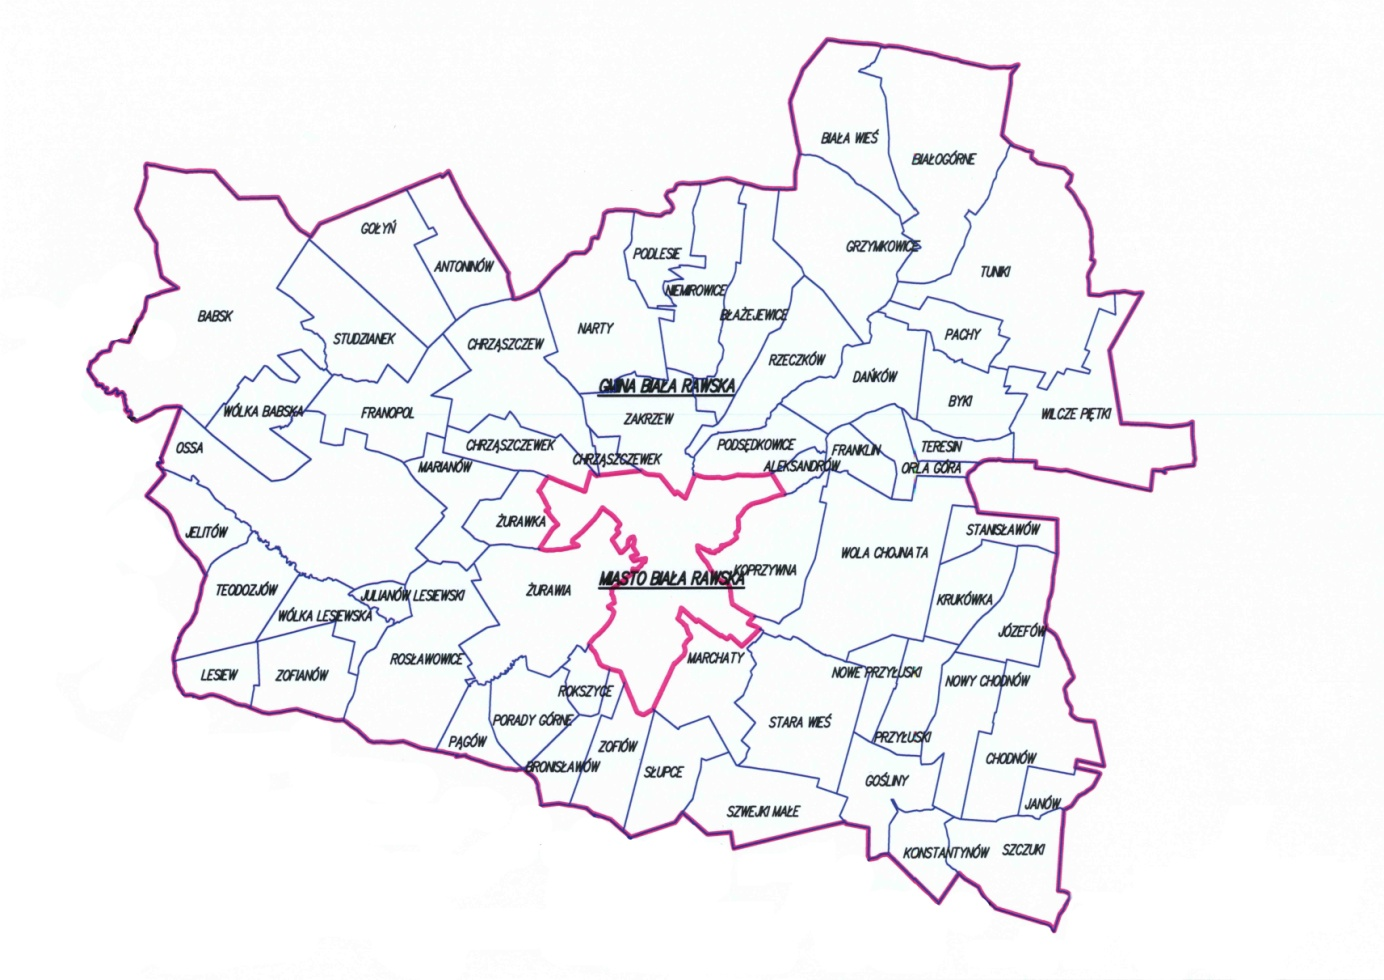 BIAŁA WIEŚ
BIAŁOGÓRNE
GOŁYŃ
GRZYMKOWICE
PODLESIE
ANTONINÓW
TUNIKI
NIEMIROWICE
BABSK
BŁAŻEJEWICE
NARTY
STUDZIANEK
PACHY
CHRZĄSZCZEW
RZECZKÓW
DAŃKÓW
GMINA BIAŁA RAWSKA
BYKI
WÓLKA BABSKA
FRANOPOL
WILCZE PIĘTKI
ZAKRZEW
OSSA
CHRZĄSZCZEWEK
PODSĘDKOWICE
FRANKLIN
TERESIN
CHRZĄSZCZEWEK
MARIANÓW
ALEKSANDRÓW
ORLA GÓRA
ŻURAWKA
JELITÓW
STANISŁAWÓW
WOLA CHOJNATA
KOPRZYWNA
MIASTO BIAŁA RAWSKA
TEODOZJÓW
ŻURAWIA
JULIANÓW LESIEWSKI
KRUKÓWKA
WÓLKA LESIEWSKA
JÓZEFÓW
ROSŁAWOWICE
MARCHATY
LESIEW
ZOFIANÓW
NOWE PRZYŁUSKI
NOWY CHODNÓW
ROKSZYCE
PORADY GÓRNE
STARA WIEŚ
PĄGÓW
ZOFIÓW
PRZYŁUSKI
CHODNÓW
BRONISŁAWÓW
SŁUPCE
GOŚLINY
JANÓW
SZWEJKI MAŁE
KONSTANTYNÓW
SZCZUKI